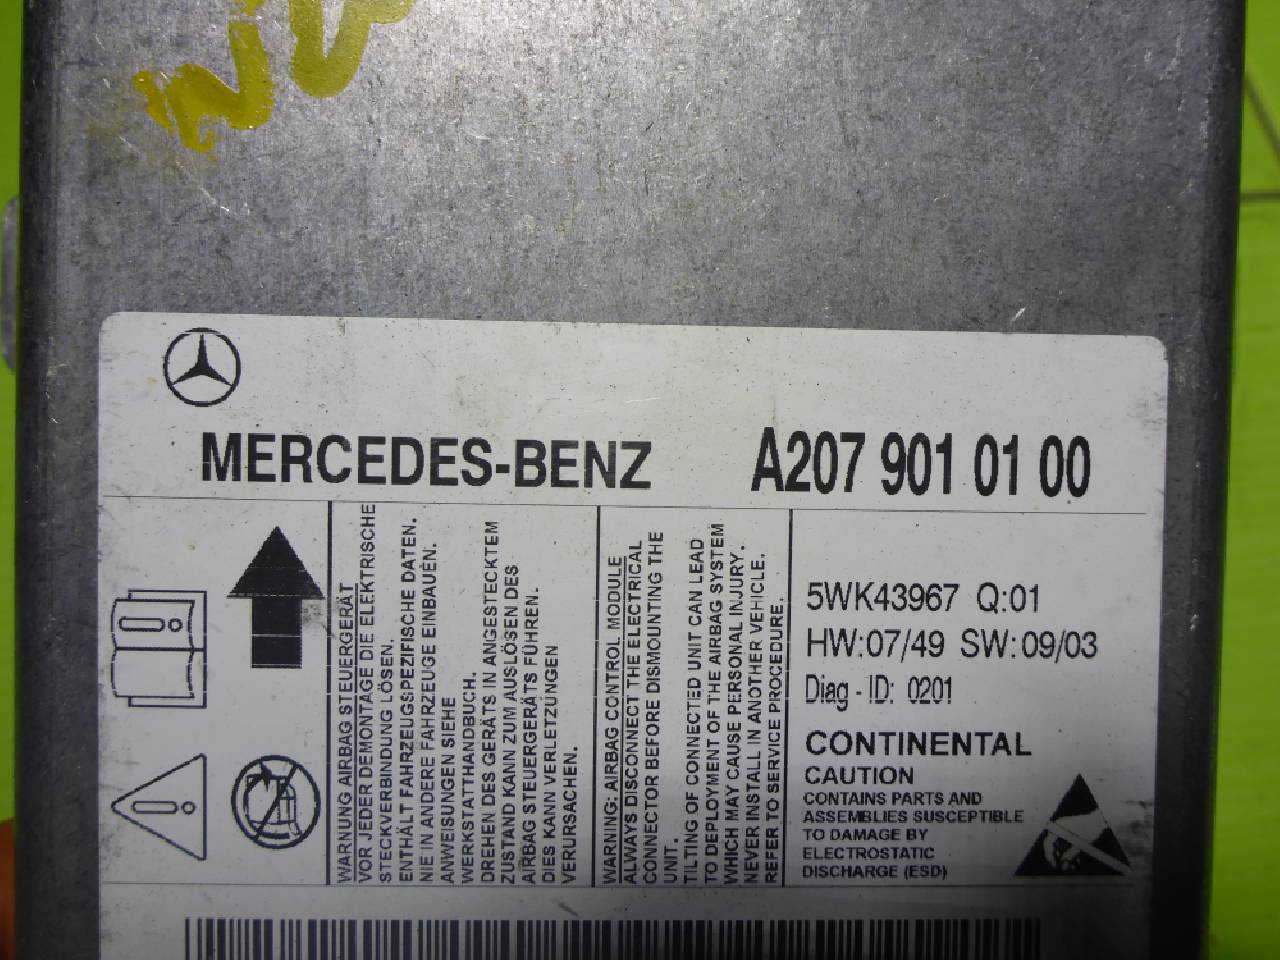 MERCEDES-BENZ A207 901 01 00
WARNUNG AIRBAG STEUERGERÄT
VOR JEDER DEMONTAGE DIE ELEKTRISCHE
STECKVERBINDUNG LÖSEN.
ENTHÄLT FAHRZEUGSPEZIFISCHE DATEN.
NIE IN ANDERE FAHRZEUGE EINBAUEN.
ANWEISUNGEN SIEHE
WERKSTATTHANDBUCH.
DREHEN DES GERÄTS IN ANGESTECKTEM
ZUSTAND KANN ZUM AUSLÖSEN DES
AIRBAG STEUERGERÄTS FÜHREN.
DIES KANN VERLETZUNGEN
VERURSACHEN.
WARNING: AIRBAG CONTROL MODULE
ALWAYS DISCONNECT THE ELECTRICAL
CONNECTOR BEFORE DISMOUNTING THE
UNIT.
TILTING OF CONNECTED UNIT CAN LEAD
TO DEPLOYMENT OF THE AIRBAG SYSTEM
WHICH MAY CAUSE PERSONAL INJURY.
NEVER INSTALL IN ANOTHER VEHICLE.
REFER TO SERVICE PROCEDURE.
5WK43967 Q:01
HW:07/49 SW:09/03
Diag - ID: 0201
CONTINENTAL
CAUTION
CONTAINS PARTS AND
ASSEMBLIES SUSCEPTIBLE
TO DAMAGE BY
ELECTROSTATIC
DISCHARGE (ESD)